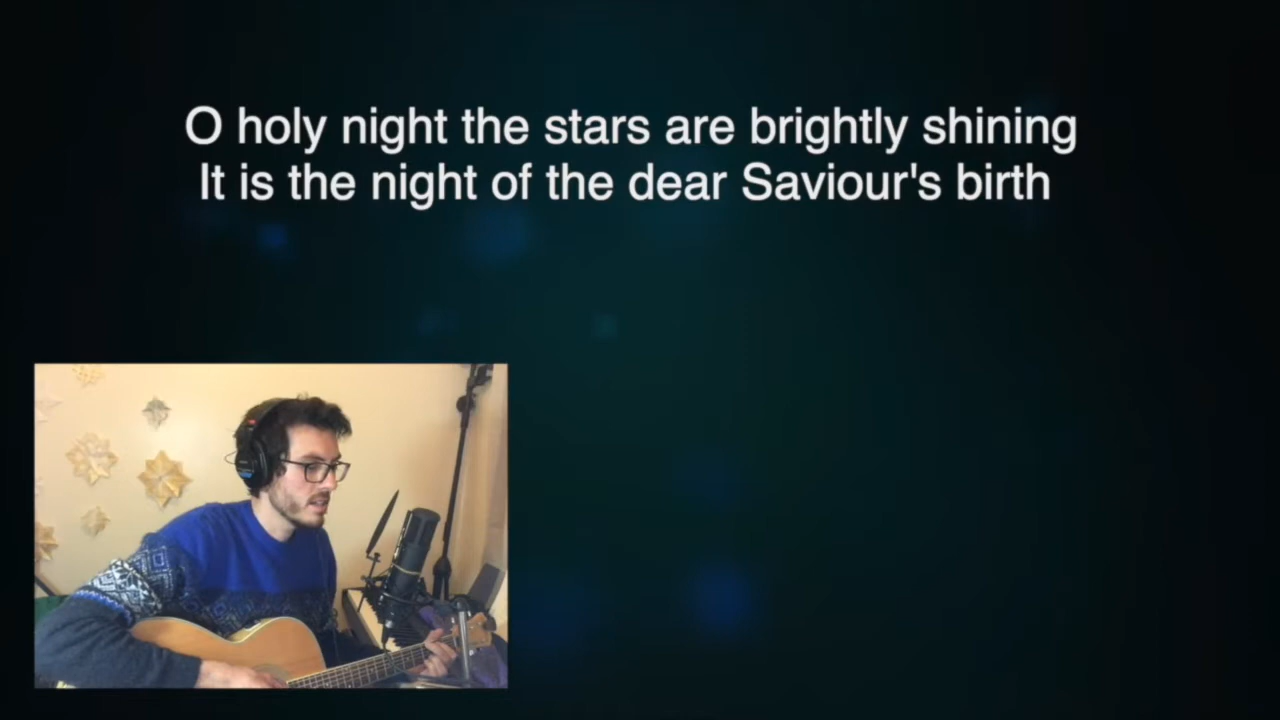 O holy night the stars are brightly shining
It is the night of the dear Saviour's birth